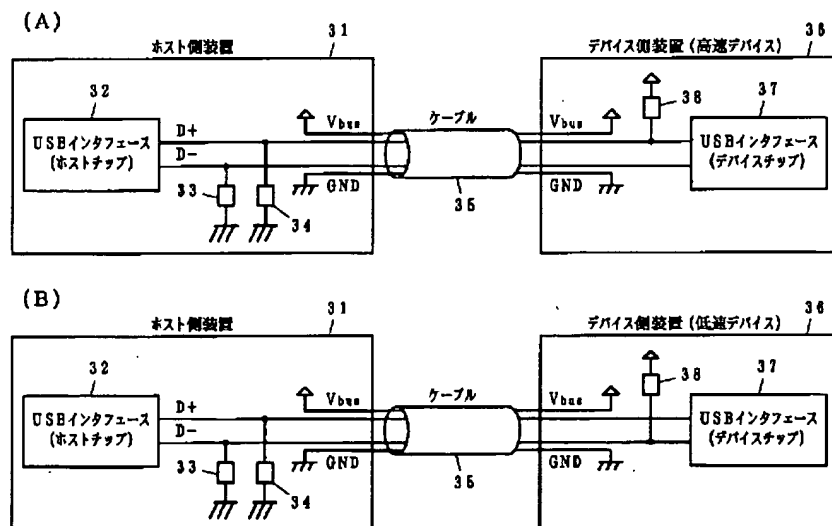 (A)
ホスト側装置
31
デバイス側装置(高速デバイス)
36
32
USBインタフェース
(ホストチップ)
D+
D-
33
34
Vbus
GND
ケーブル
35
Vbus
GND
38
37
USBインタフェース
(デバイスチップ)
(B)
ホスト側装置
31
デバイス側装置(低速デバイス)
36
32
USBインタフェース
(ホストチップ)
D+
D-
33
34
Vbus
GND
ケーブル
35
Vbus
GND
38
37
USBインタフェース
(デバイスチップ)